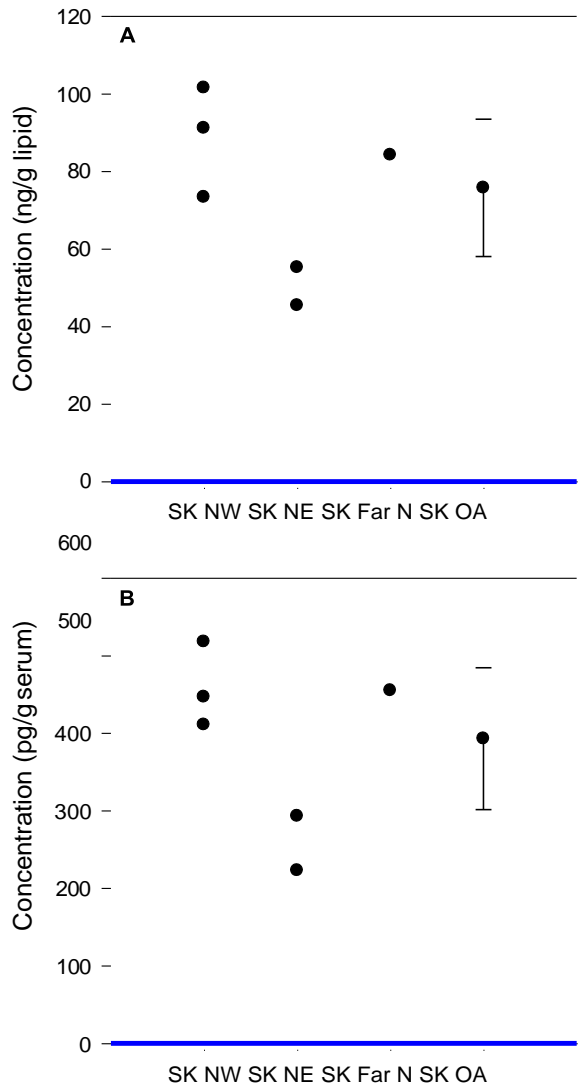 120
A
100
80
60
40
20
0
Concentration (ng/g lipid)
SK NW SK NE SK Far N SK OA
600
B
500
400
300
200
100
0
Concentration (pg/g serum)
SK NW SK NE SK Far N SK OA